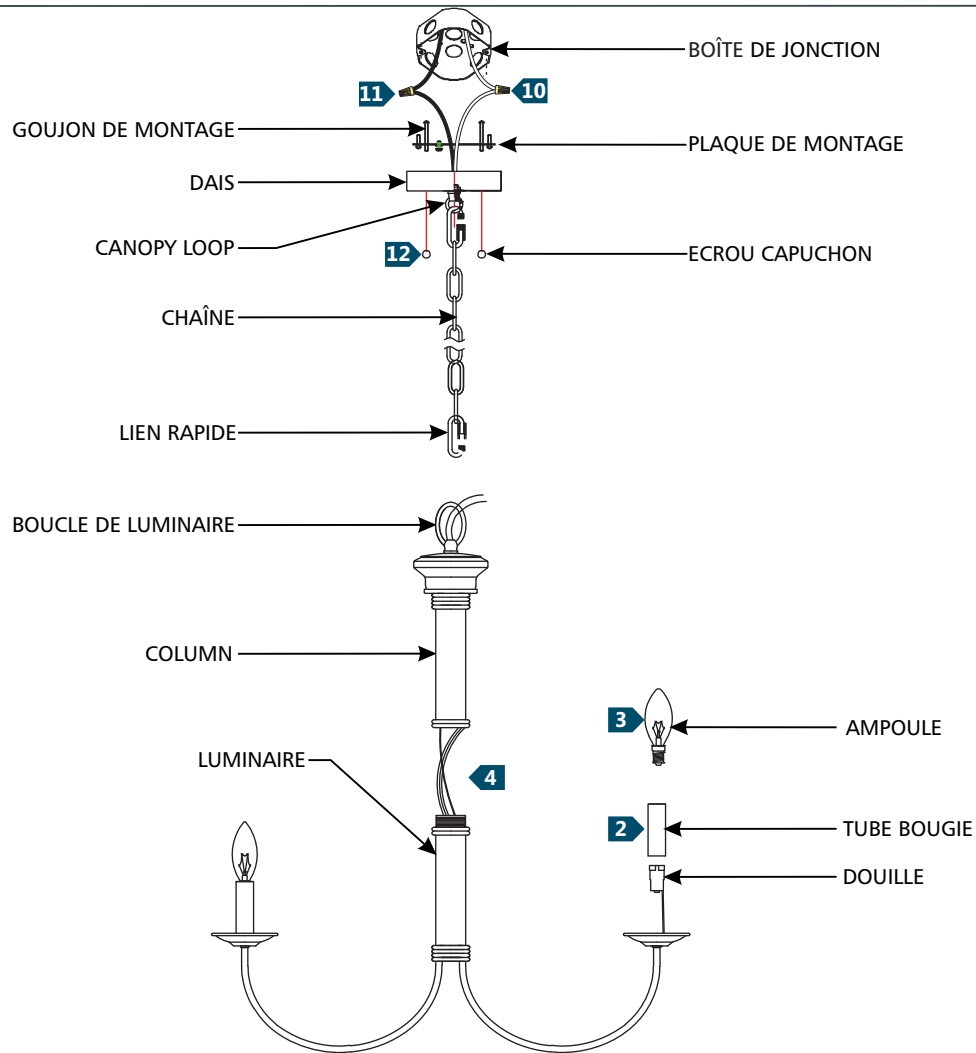 BOÎTE DE JONCTION
11
10
GOUJON DE MONTAGE
PLAQUE DE MONTAGE
DAIS
CANOPY LOOP
12
ECROU CAPUCHON
CHAÎNE
LIEN RAPIDE
BOUCLE DE LUMINAIRE
COLUMN
3
AMPOULE
LUMINAIRE
4
2
TUBE BOUGIE
DOUILLE